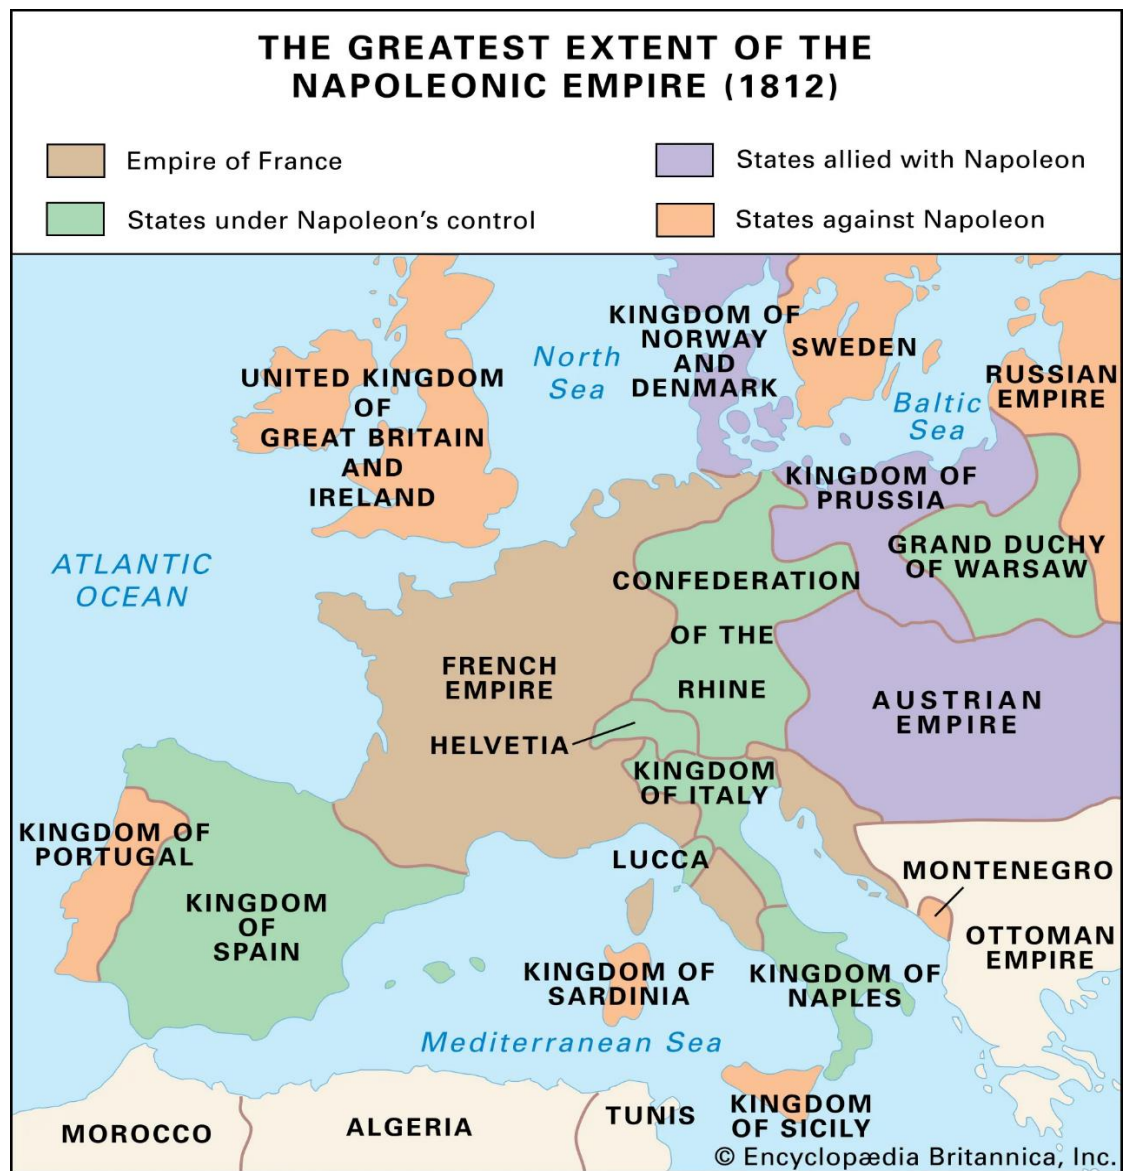 THE GREATEST EXTENT OF THE
NAPOLEONIC EMPIRE (1812)
Empire of France
States allied with Napoleon
States under Napoleon's control
States against Napoleon
KINGDOM OF
NORWAY
AND
DENMARK
SWEDEN
North
Sea
UNITED KINGDOM
OF
GREAT BRITAIN
AND
IRELAND
RUSSIAN
EMPIRE
Baltic
Sea
KINGDOM OF
PRUSSIA
GRAND DUCHY
OF WARSAW
ATLANTIC
OCEAN
CONFEDERATION
OF THE
RHINE
FRENCH
EMPIRE
AUSTRIAN
EMPIRE
HELVETIA
KINGDOM
OF ITALY
KINGDOM OF
PORTUGAL
LUCCA
MONTENEGRO
KINGDOM
OF
SPAIN
OTTOMAN
EMPIRE
KINGDOM OF
SARDINIA
KINGDOM OF
NAPLES
Mediterranean Sea
MOROCCO
ALGERIA
TUNIS
KINGDOM
OF SICILY
© Encyclopædia Britannica, Inc.